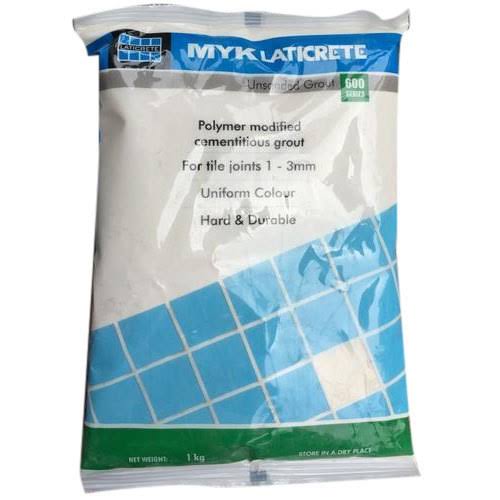 LATICRETE
MYK LATICRETE
Unsanded Grout
600
SERIES
Polymer modified
cementitious grout
For tile joints 1 - 3mm
Uniform Colour
Hard & Durable
NET WEIGHT: 1 kg
STORE IN A DRY PLACE